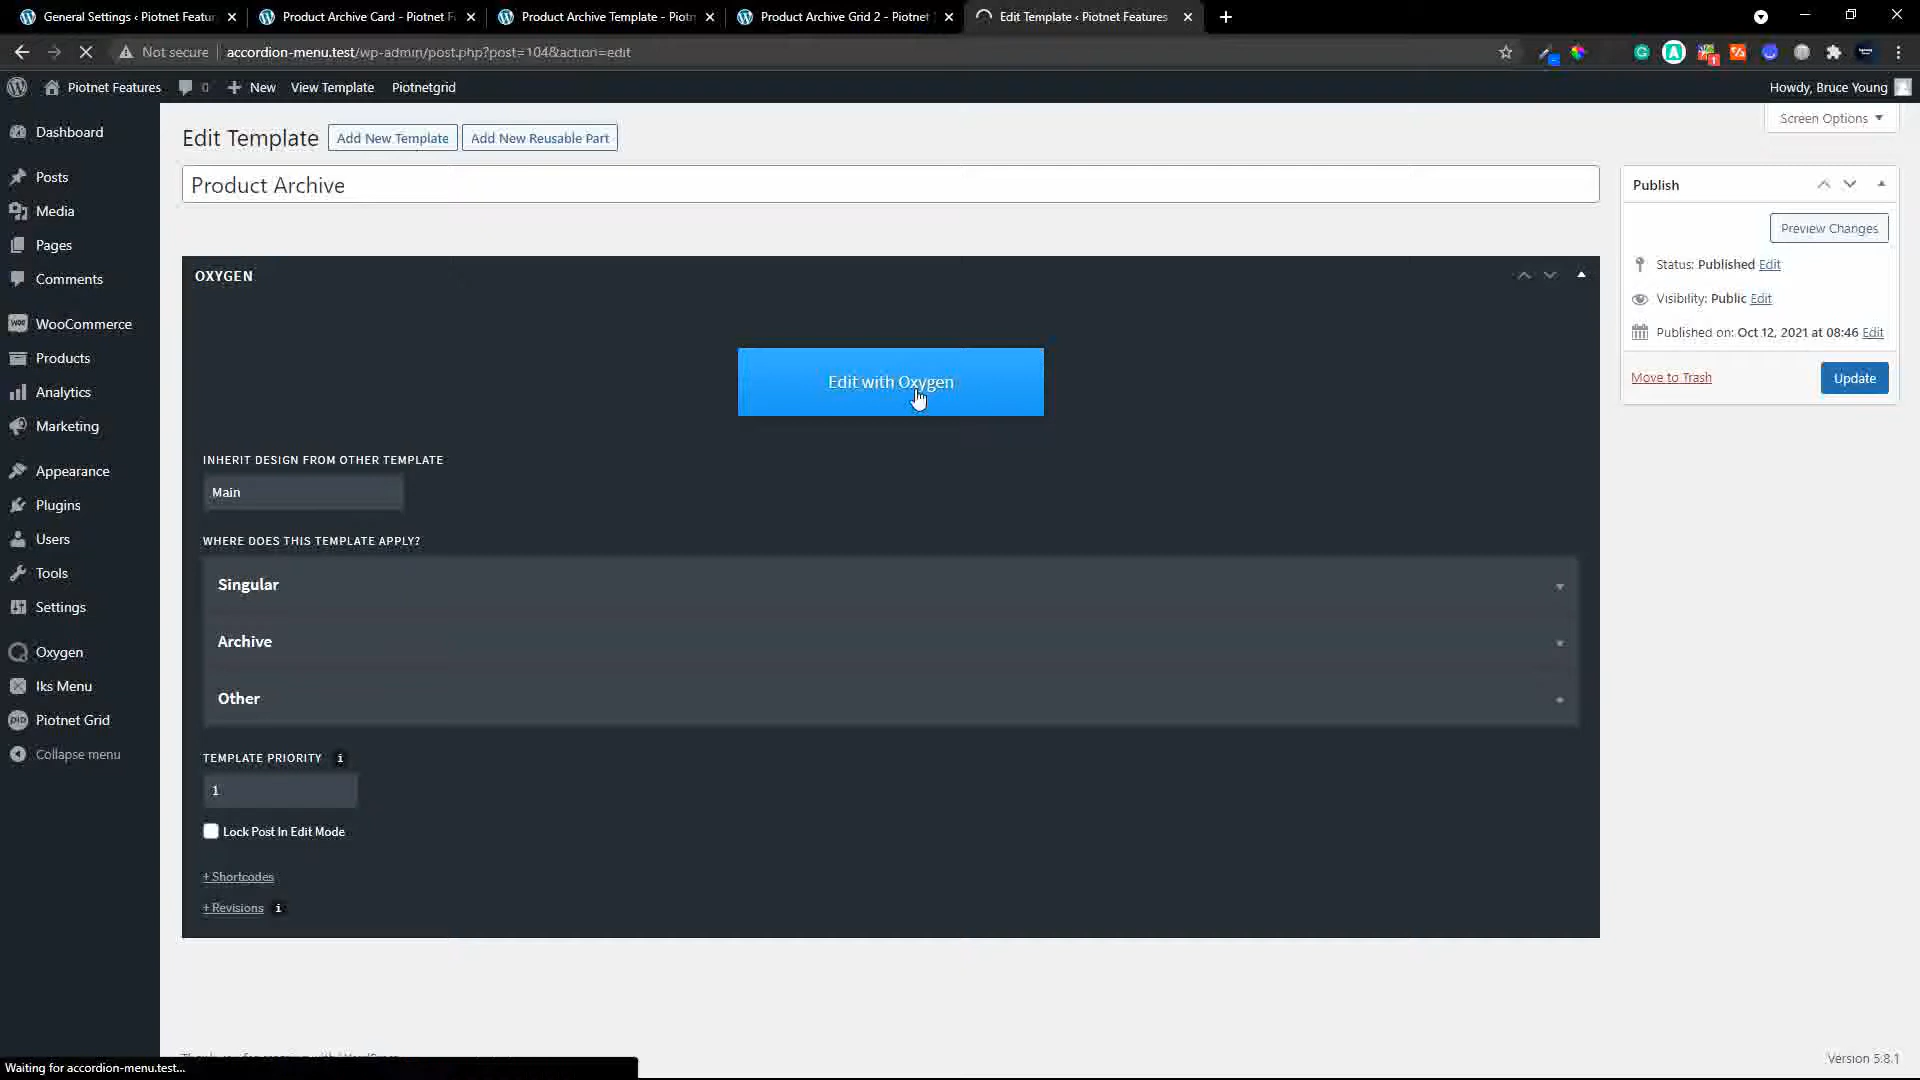 General Settings ‹ Piotnet Featur
Product Archive Card - Piotnet F
Product Archive Template - Piotn
Product Archive Grid 2 - Piotnet
Edit Template ‹ Piotnet Features
Not secure
accordion-menu.test/wp-admin/post.php?post=104&action=edit
Piotnet Features
0
New
View Template
Piotnetgrid
Howdy, Bruce Young
Screen Options
Dashboard
Posts
Media
Pages
Comments
WooCommerce
Products
Analytics
Marketing
Appearance
Plugins
Users
Tools
Settings
Oxygen
Iks Menu
Piotnet Grid
Collapse menu
Edit Template
Add New Template
Add New Reusable Part
Product Archive
OXYGEN
Edit with Oxygen
INHERIT DESIGN FROM OTHER TEMPLATE
Main
WHERE DOES THIS TEMPLATE APPLY?
Singular
Archive
Other
TEMPLATE PRIORITY i
1
Lock Post In Edit Mode
+ Shortcodes
+ Revisions i
Publish
Preview Changes
Status: Published Edit
Visibility: Public Edit
Published on: Oct 12, 2021 at 08:46 Edit
Move to Trash
Update
Version 5.8.1
Waiting for accordion-menu.test...